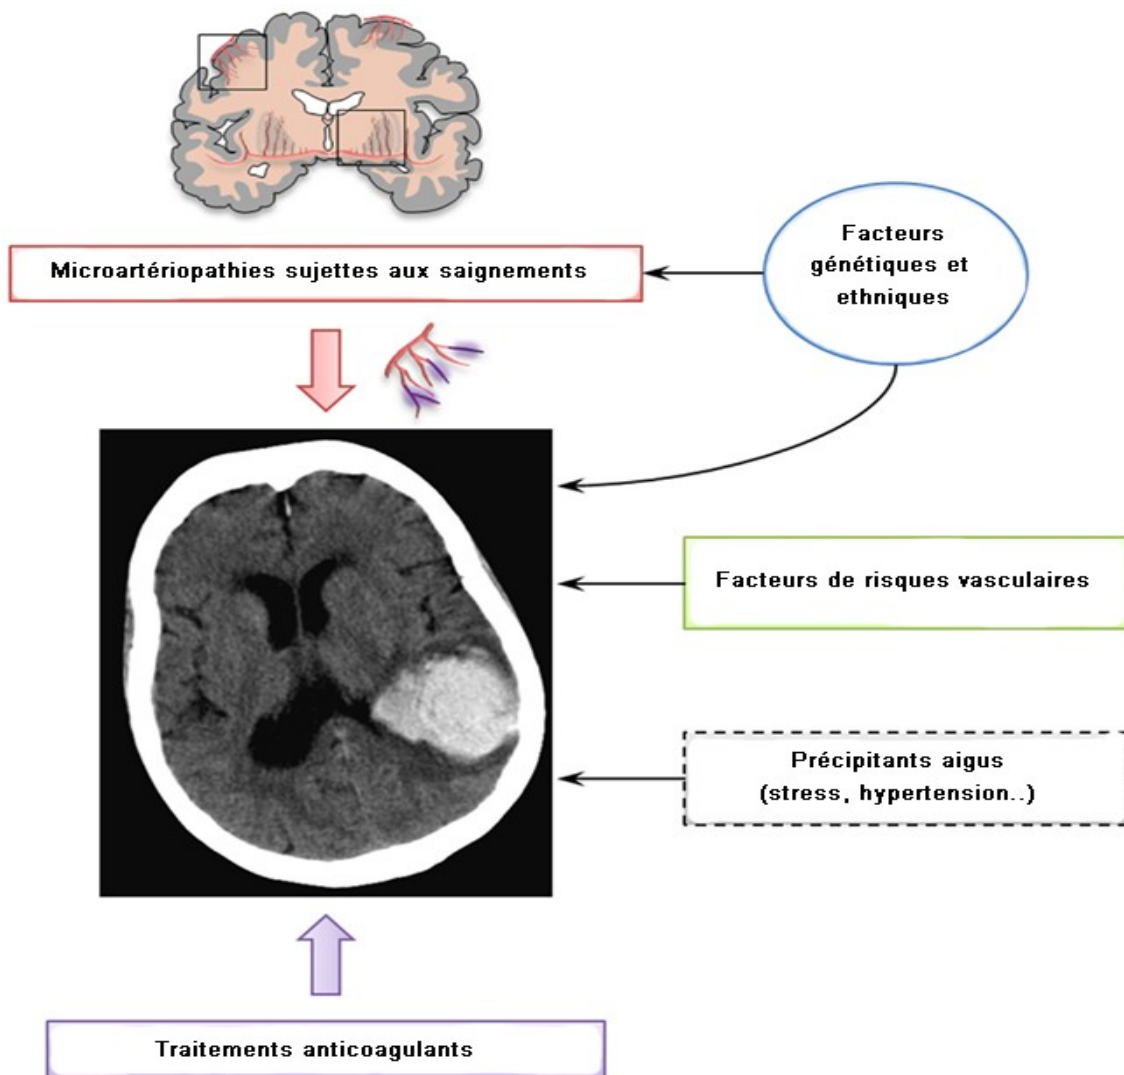 Facteurs
génétiques et
ethniques
Microartériopathies sujettes aux saignements
Facteurs de risques vasculaires
Précipitants aigus
(stress, hypertension..)
Traitements anticoagulants